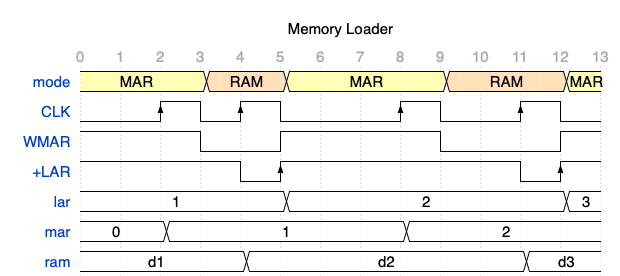 Memory Loader
0 1 2 3 4 5 6 7 8 9 10 11 12 13
mode MAR RAM MAR RAM MAR
CLK
WMAR
+LAR
lar 1 2 3
mar 0 1 2
ram d1 d2 d3